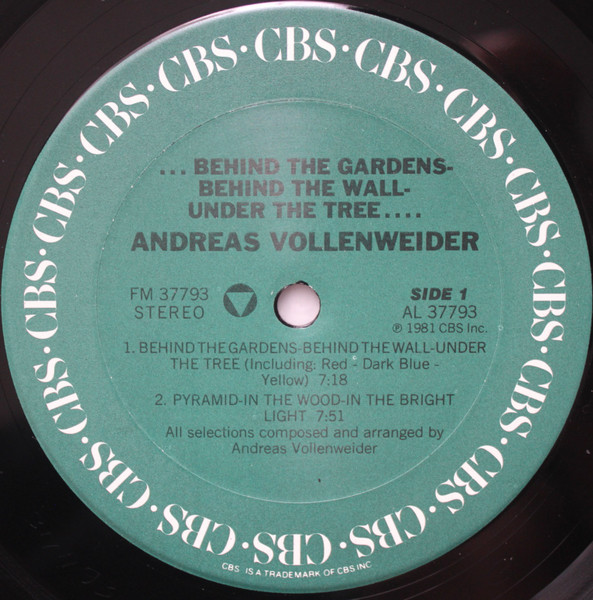 CBS · CBS · CBS · CBS · CBS · CBS · CBS · CBS · CBS · CBS · CBS · CBS · CBS · CBS · CBS · CBS ·
...BEHIND THE GARDENS-
BEHIND THE WALL-
UNDER THE TREE....
ANDREAS VOLLENWEIDER
FM 37793
STEREO
SIDE 1
AL 37793
℗ 1981 CBS Inc.
1. BEHIND THE GARDENS-BEHIND THE WALL-UNDER
THE TREE (Including: Red - Dark Blue -
Yellow) 7:18
2. PYRAMID-IN THE WOOD-IN THE BRIGHT
LIGHT 7:51
All selections composed and arranged by
Andreas Vollenweider
CBS IS A TRADEMARK OF CBS INC